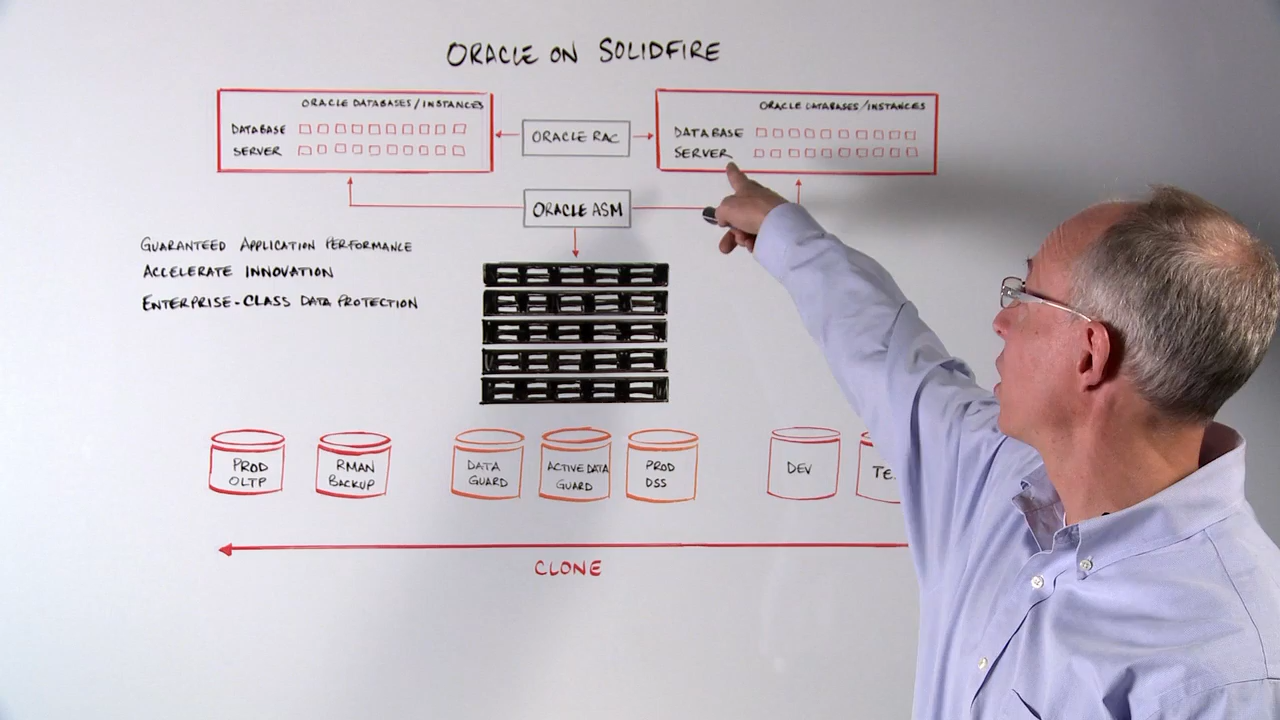 ORACLE ON SOLIDFIRE
ORACLE DATABASES/INSTANCES
DATABASE
SERVER
ORACLE RAC
ORACLE DATABASES/INSTANCES
DATABASE
SERVER
ORACLE ASM
GUARANTEED APPLICATION PERFORMANCE
ACCELERATE INNOVATION
ENTERPRISE-CLASS DATA PROTECTION
PROD
OLTP
RMAN
BACKUP
DATA
GUARD
ACTIVE DATA
GUARD
PROD
DSS
DEV
CLONE